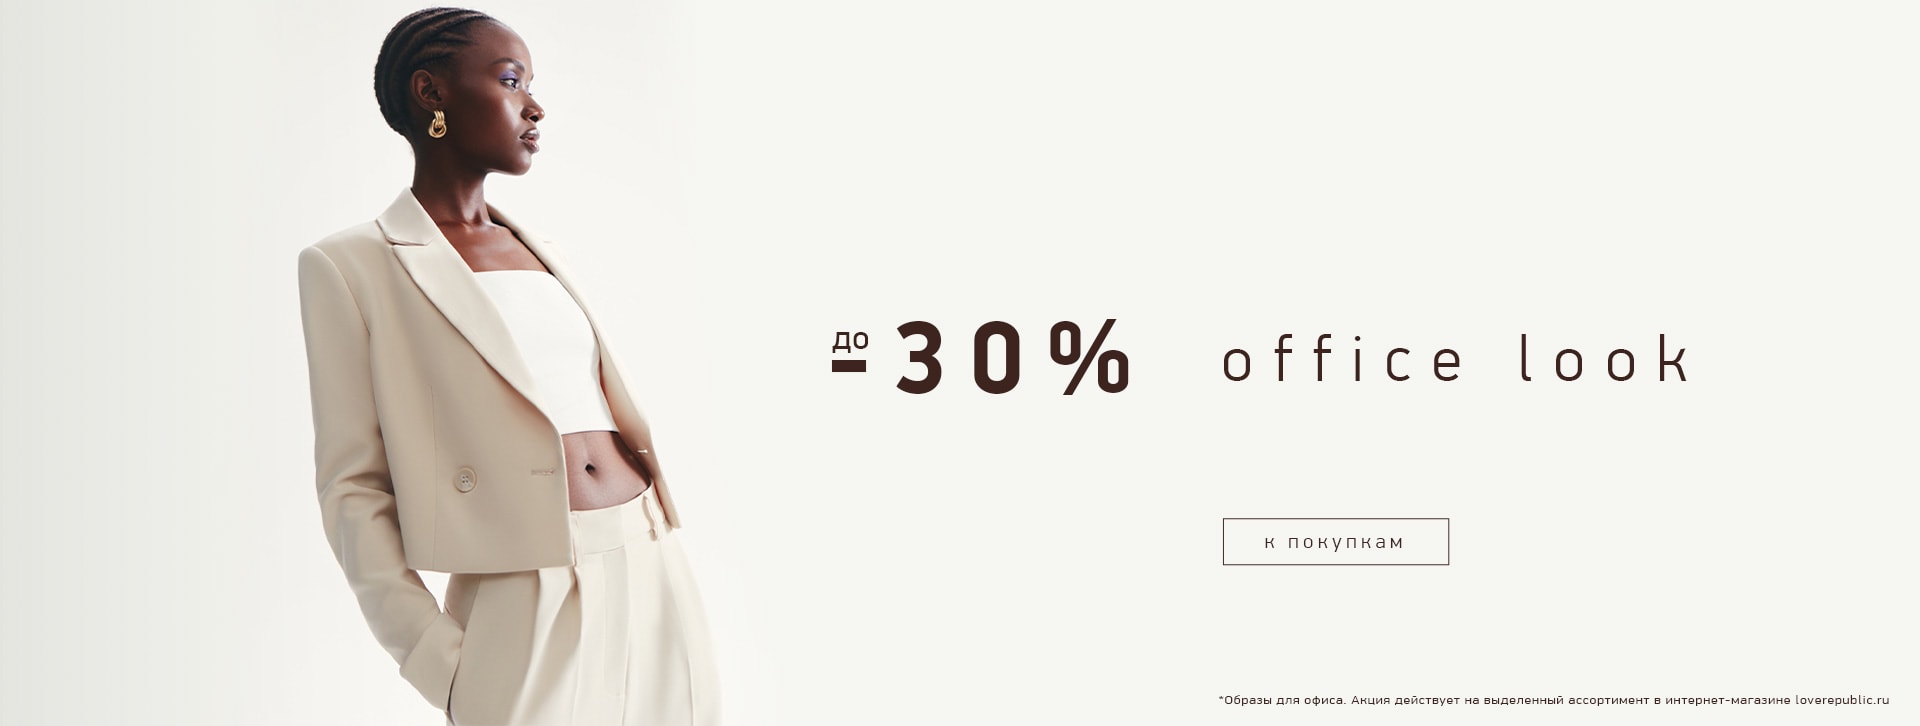 до
-30% office look
к покупкам
*Образы для офиса. Акция действует на выделенный ассортимент в интернет-магазине loverepublic.ru